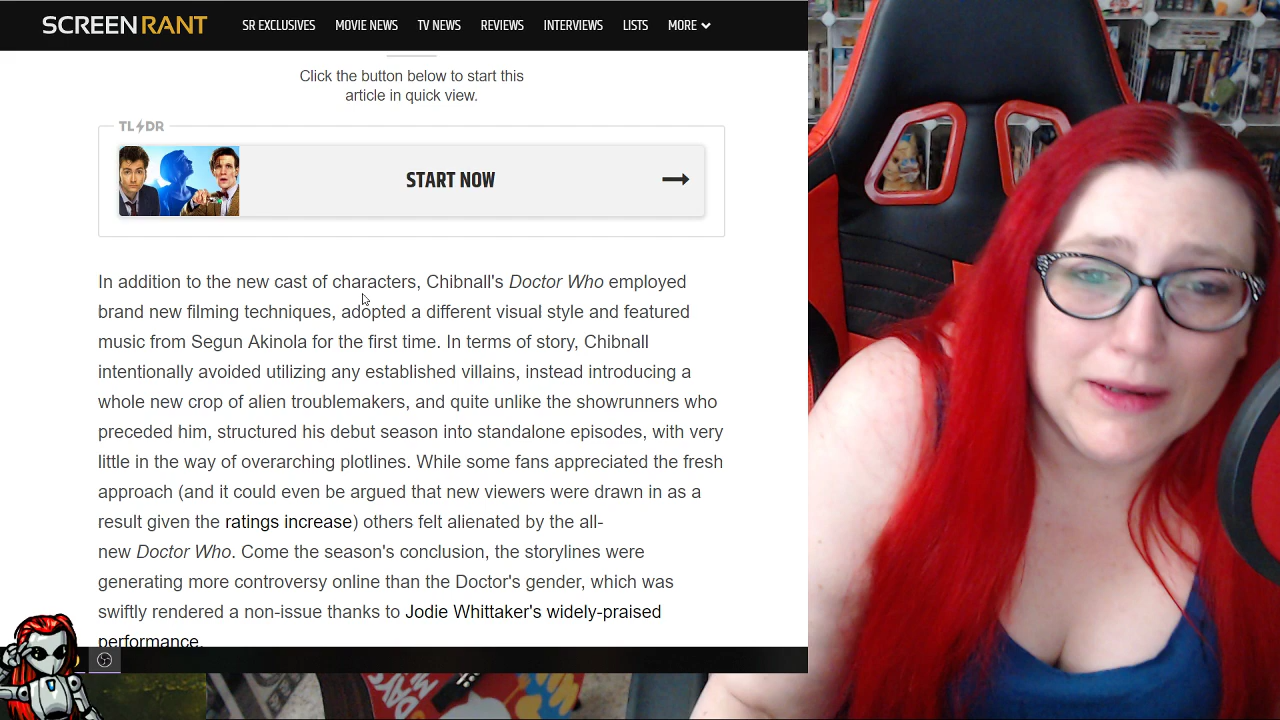 SCREENRANT SR EXCLUSIVES MOVIE NEWS TV NEWS REVIEWS INTERVIEWS LISTS MORE
Click the button below to start this
article in quick view.
TL DR
START NOW
In addition to the new cast of characters, Chibnall's Doctor Who employed
brand new filming techniques, adopted a different visual style and featured
music from Segun Akinola for the first time. In terms of story, Chibnall
intentionally avoided utilizing any established villains, instead introducing a
whole new crop of alien troublemakers, and quite unlike the showrunners who
preceded him, structured his debut season into standalone episodes, with very
little in the way of overarching plotlines. While some fans appreciated the fresh
approach (and it could even be argued that new viewers were drawn in as a
result given the ratings increase) others felt alienated by the all-
new Doctor Who. Come the season's conclusion, the storylines were
generating more controversy online than the Doctor's gender, which was
swiftly rendered a non-issue thanks to Jodie Whittaker's widely-praised
performance.